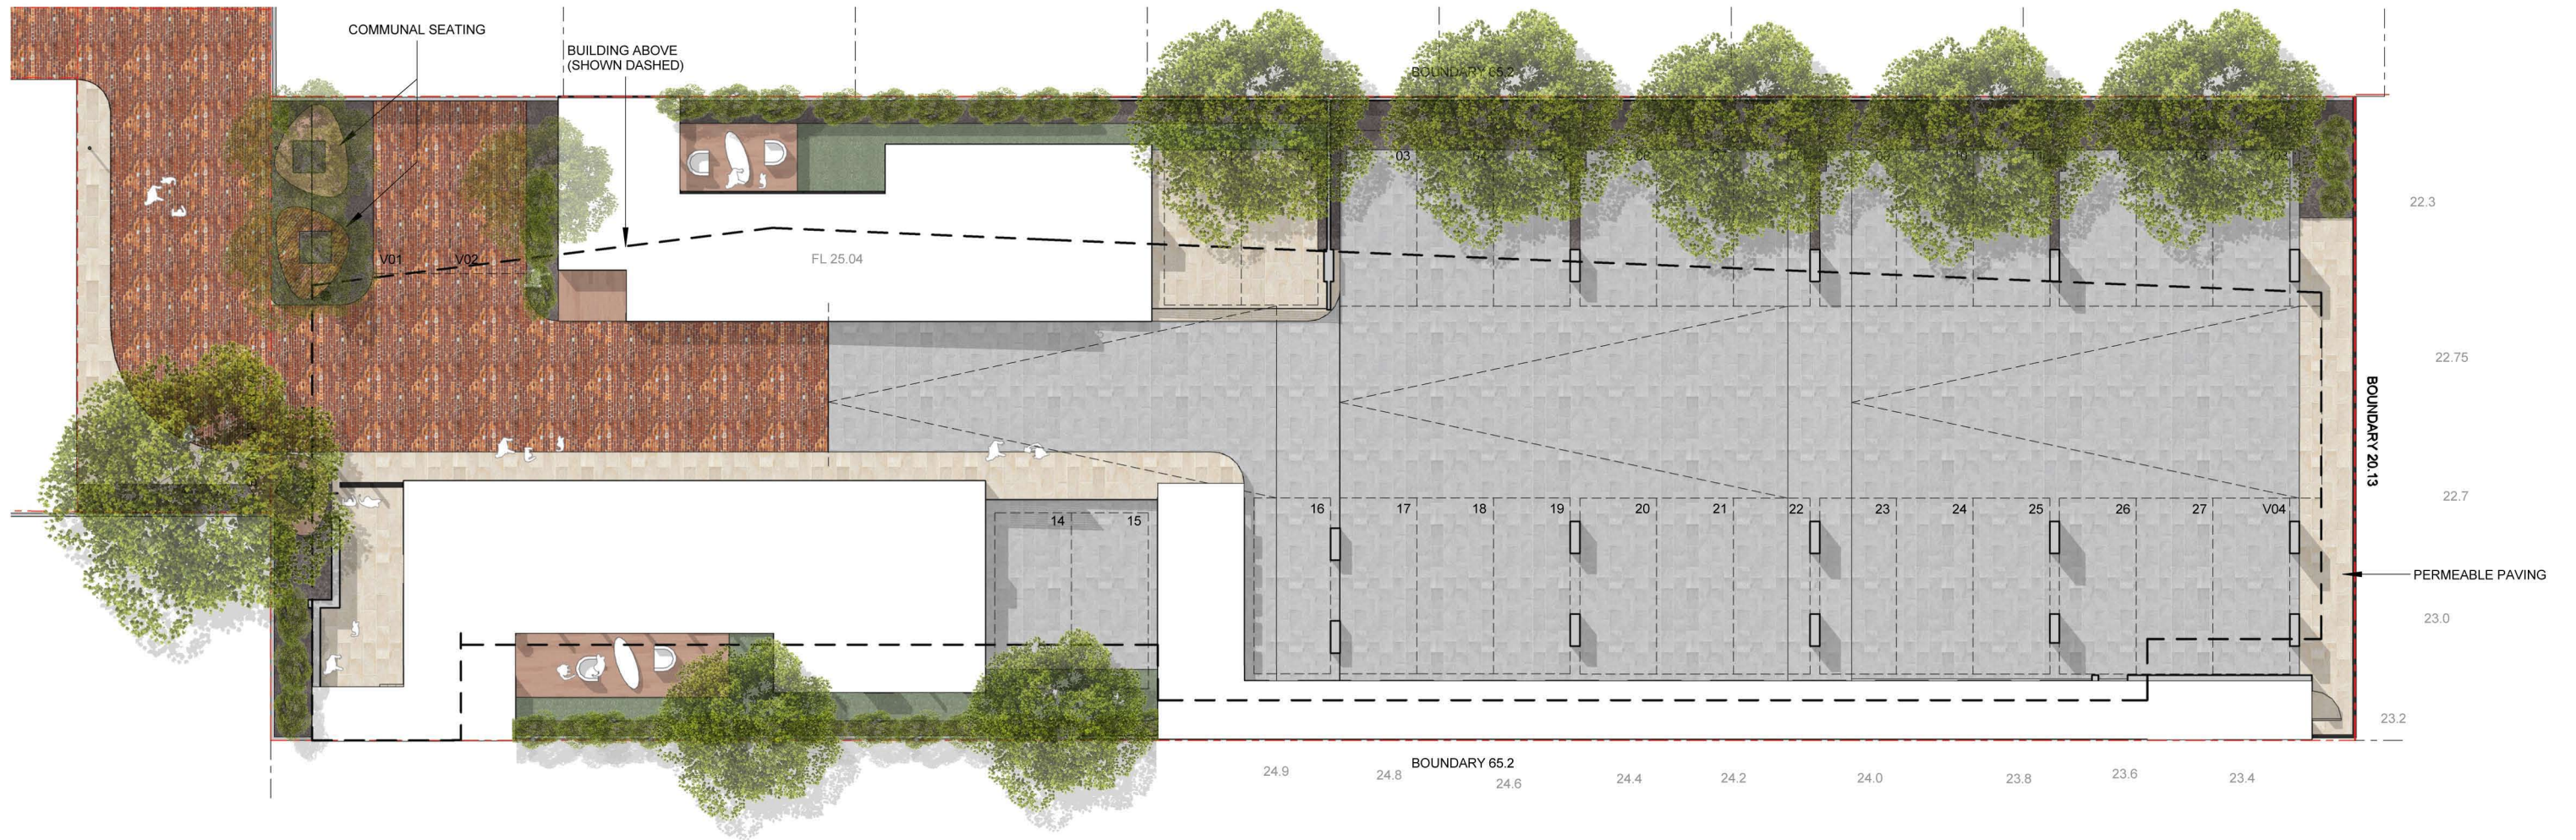 COMMUNAL SEATING
BUILDING ABOVE
(SHOWN DASHED)
BOUNDARY 65.2
03
22.3
V01
V02
FL 25.04
22.75
BOUNDARY 20.13
22.7
14
15
16
17
18
19
20
21
22
23
24
25
26
27
V04
PERMEABLE PAVING
23.0
23.2
BOUNDARY 65.2
24.9
24.8
24.6
24.4
24.2
24.0
23.8
23.6
23.4